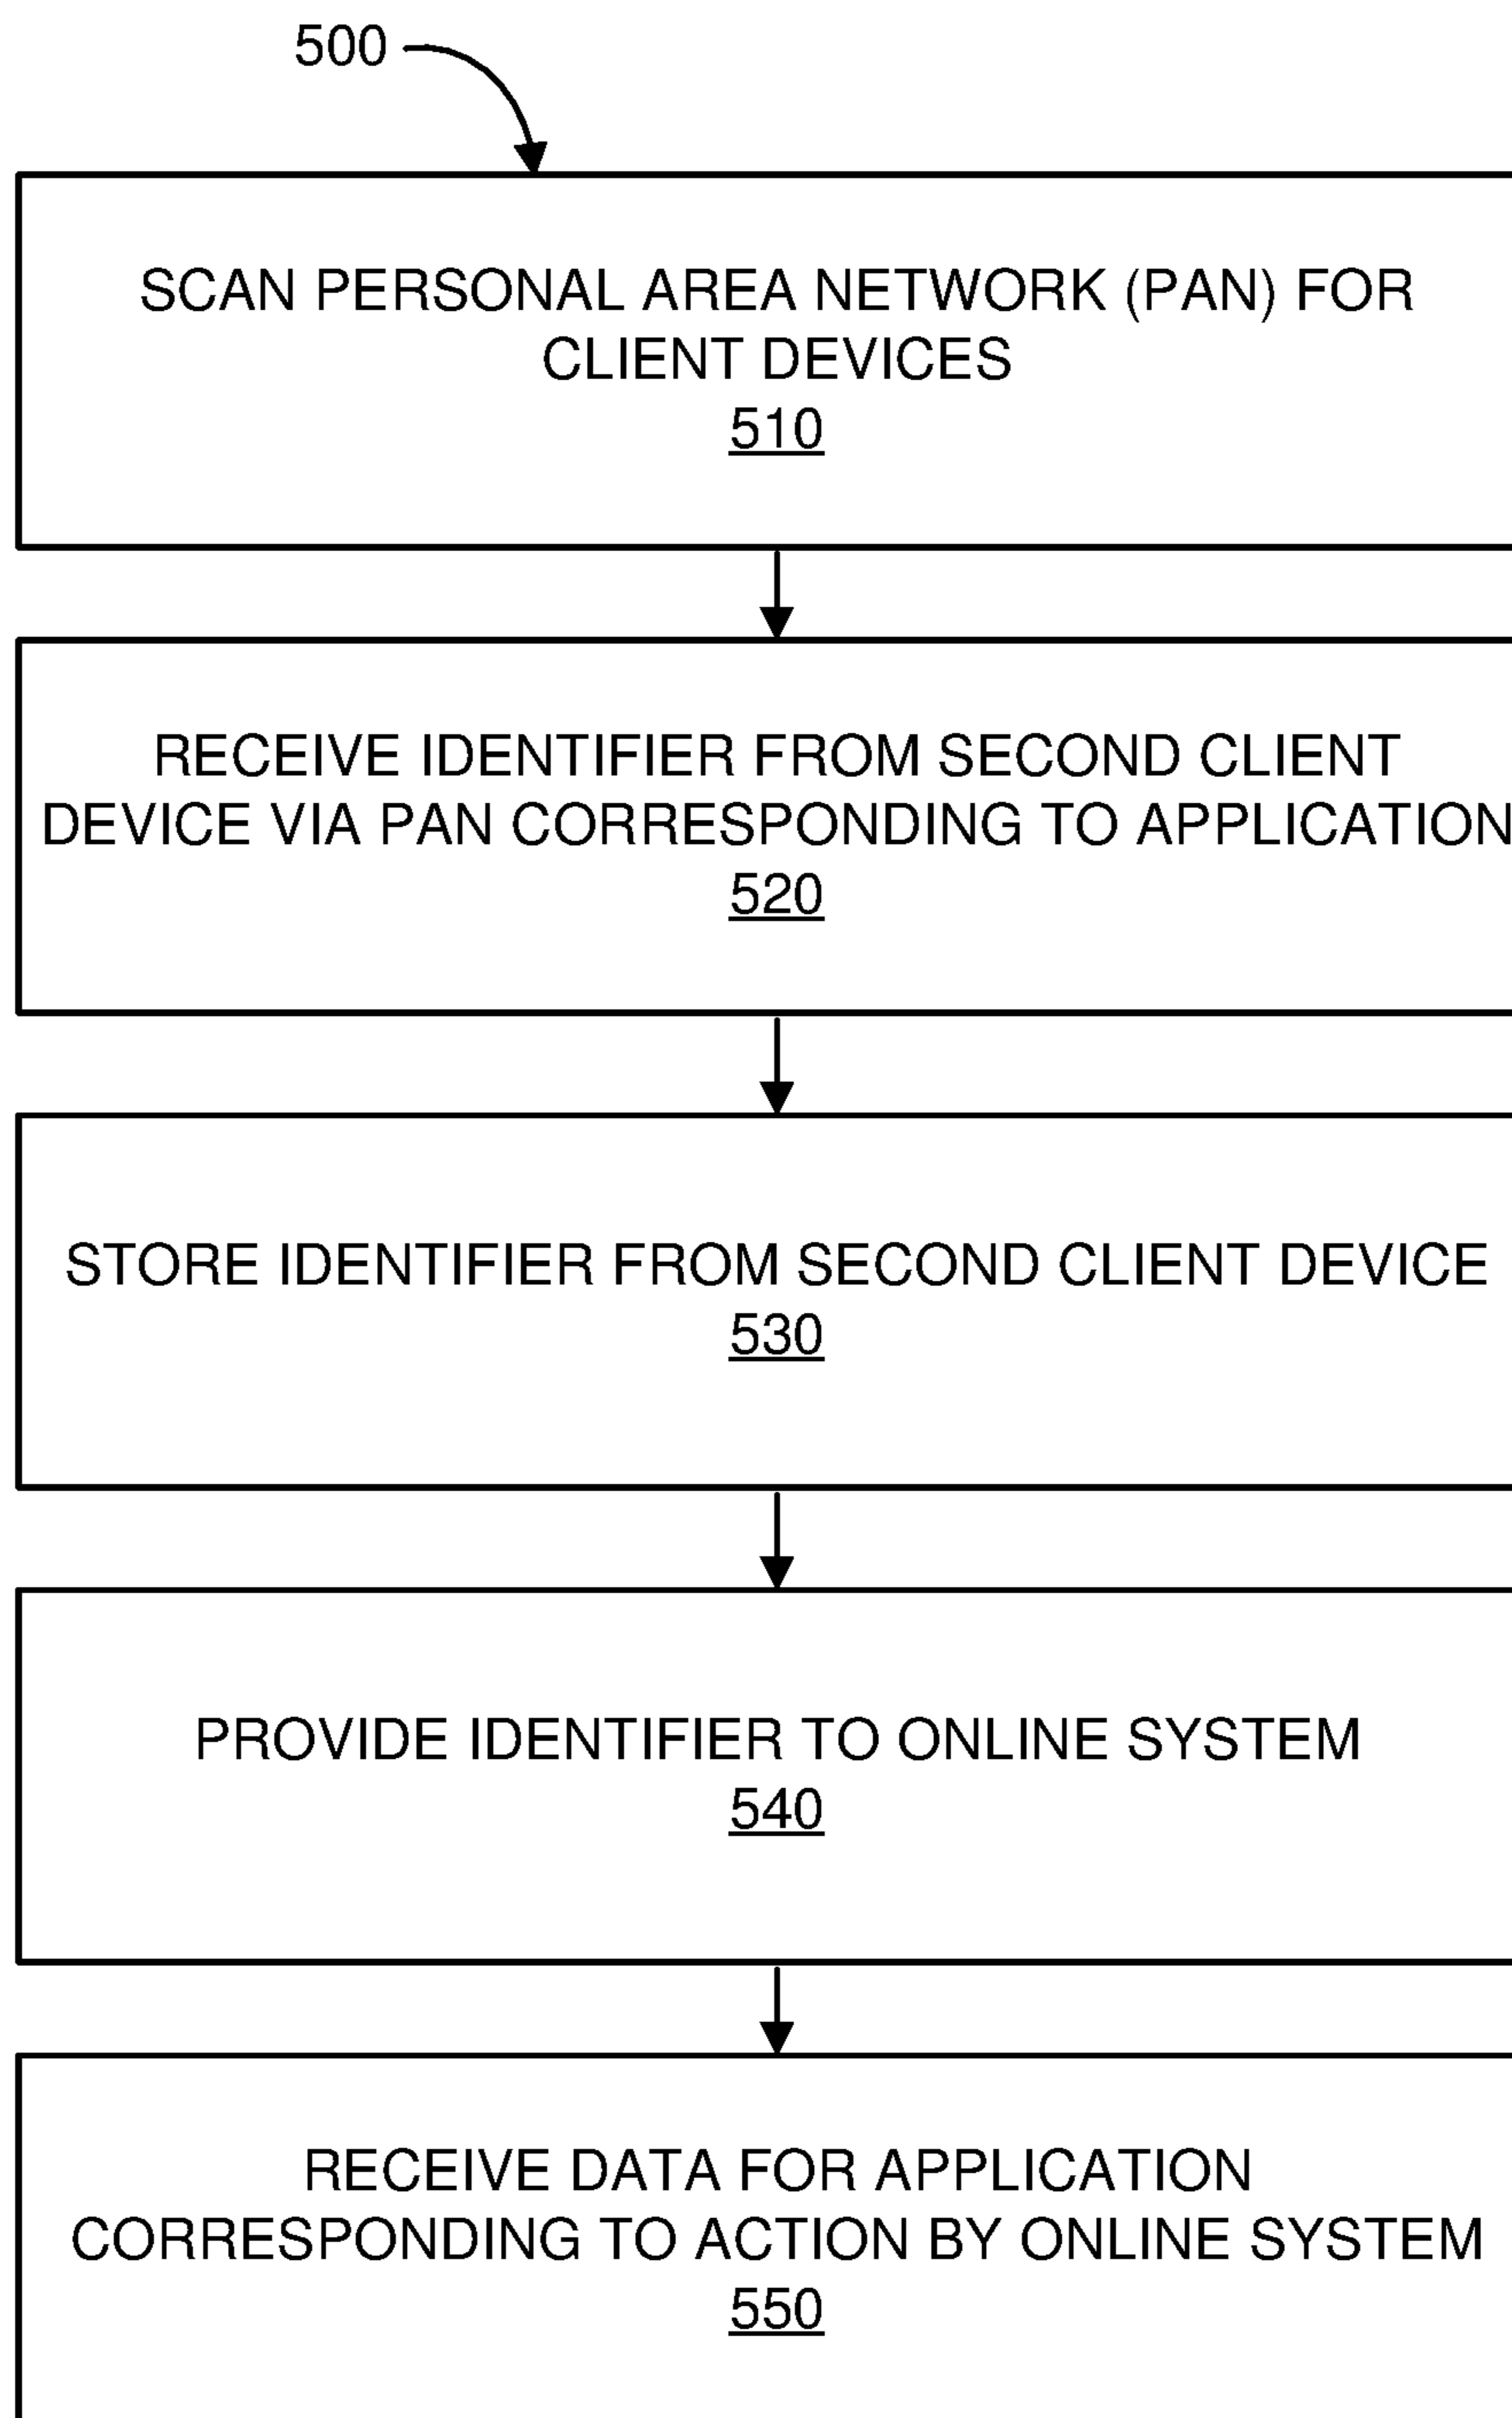 500
SCAN PERSONAL AREA NETWORK (PAN) FOR
CLIENT DEVICES
510
RECEIVE IDENTIFIER FROM SECOND CLIENT
DEVICE VIA PAN CORRESPONDING TO APPLICATION
520
STORE IDENTIFIER FROM SECOND CLIENT DEVICE
530
PROVIDE IDENTIFIER TO ONLINE SYSTEM
540
RECEIVE DATA FOR APPLICATION
CORRESPONDING TO ACTION BY ONLINE SYSTEM
550